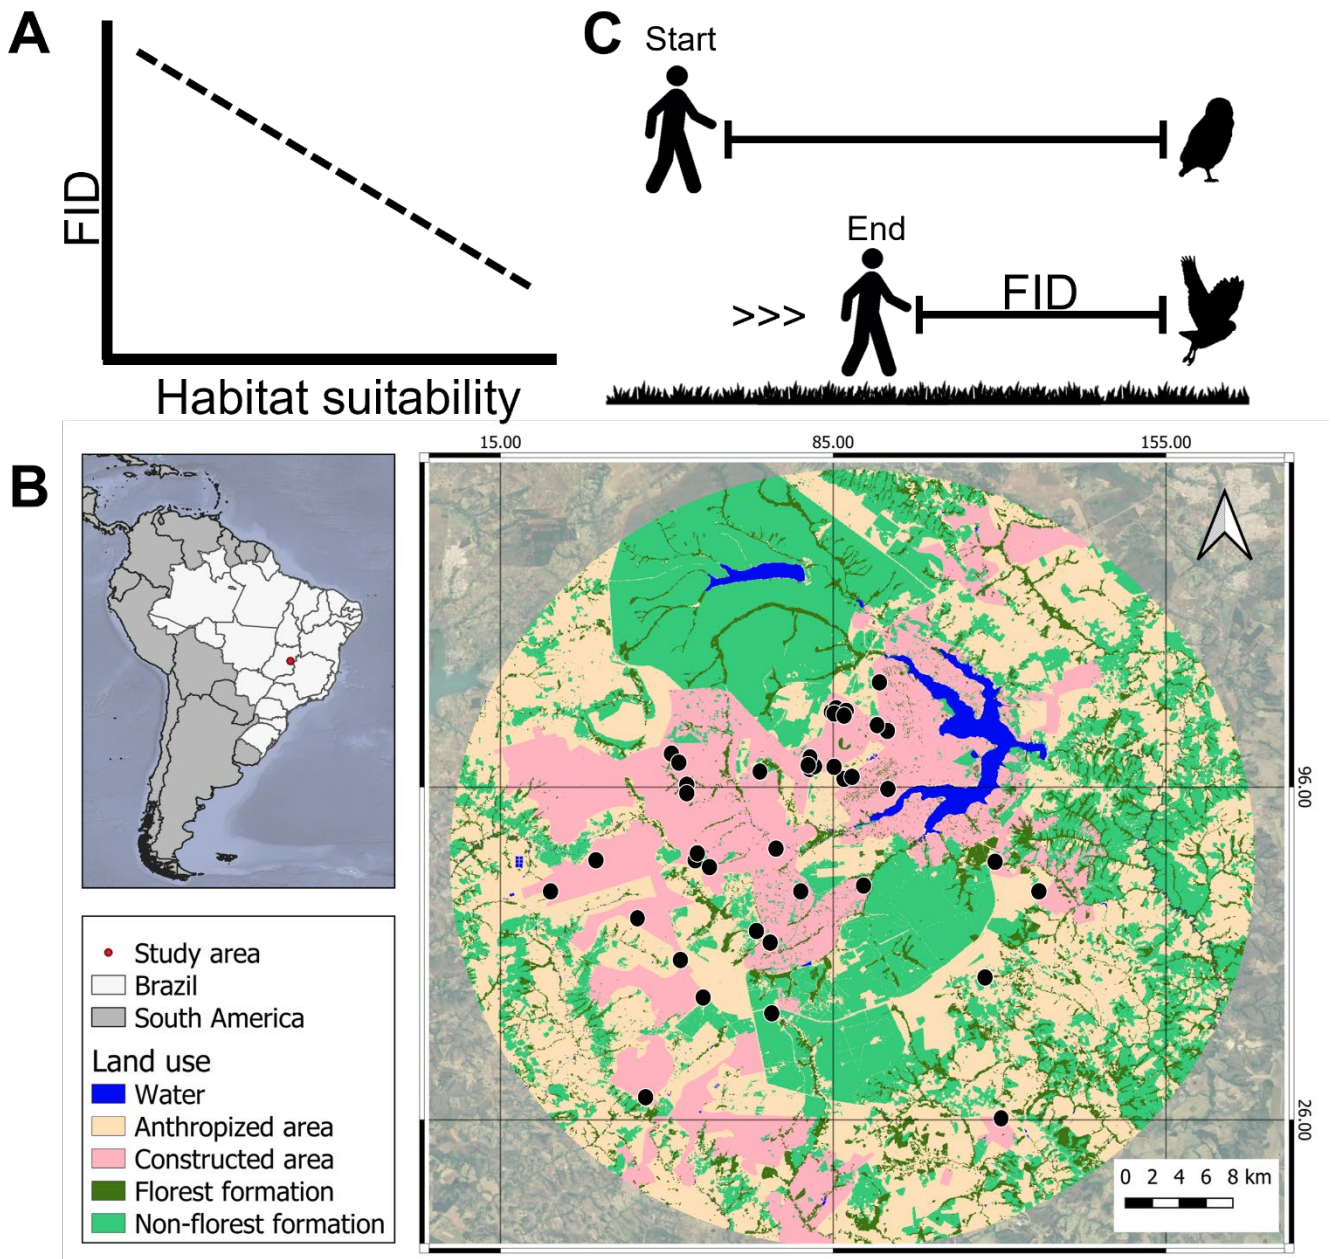 A
FID
Habitat suitability
C
Start
End
>>>
FID
B
15.00
85.00
155.00
96.00
26.00
Study area
Brazil
South America
Land use
Water
Anthropized area
Constructed area
Florest formation
Non-florest formation
0 2 4 6 8 km